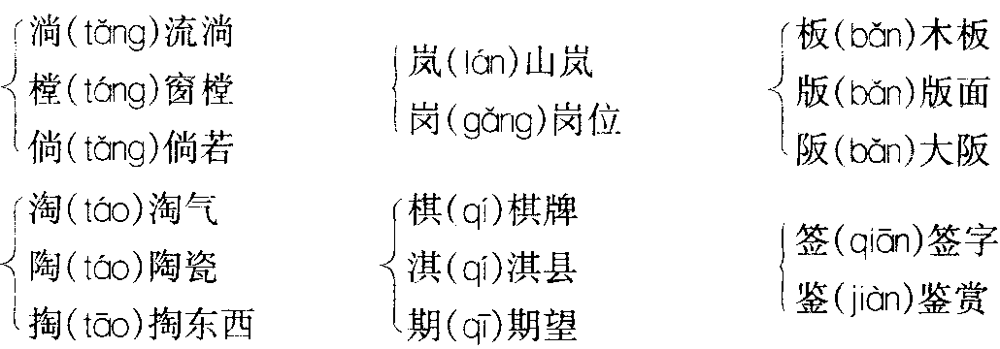 淌(tǎng)流淌
樘(táng)窗樘
倘(tǎng)倘若
岚(lán)山岚
岗(gǎng)岗位
板(bǎn)木板
版(bǎn)版面
阪(bǎn)大阪
淘(táo)淘气
陶(táo)陶瓷
掏(tāo)掏东西
棋(qí)棋牌
淇(qí)淇县
期(qī)期望
签(qiān)签字
鉴(jiàn)鉴赏